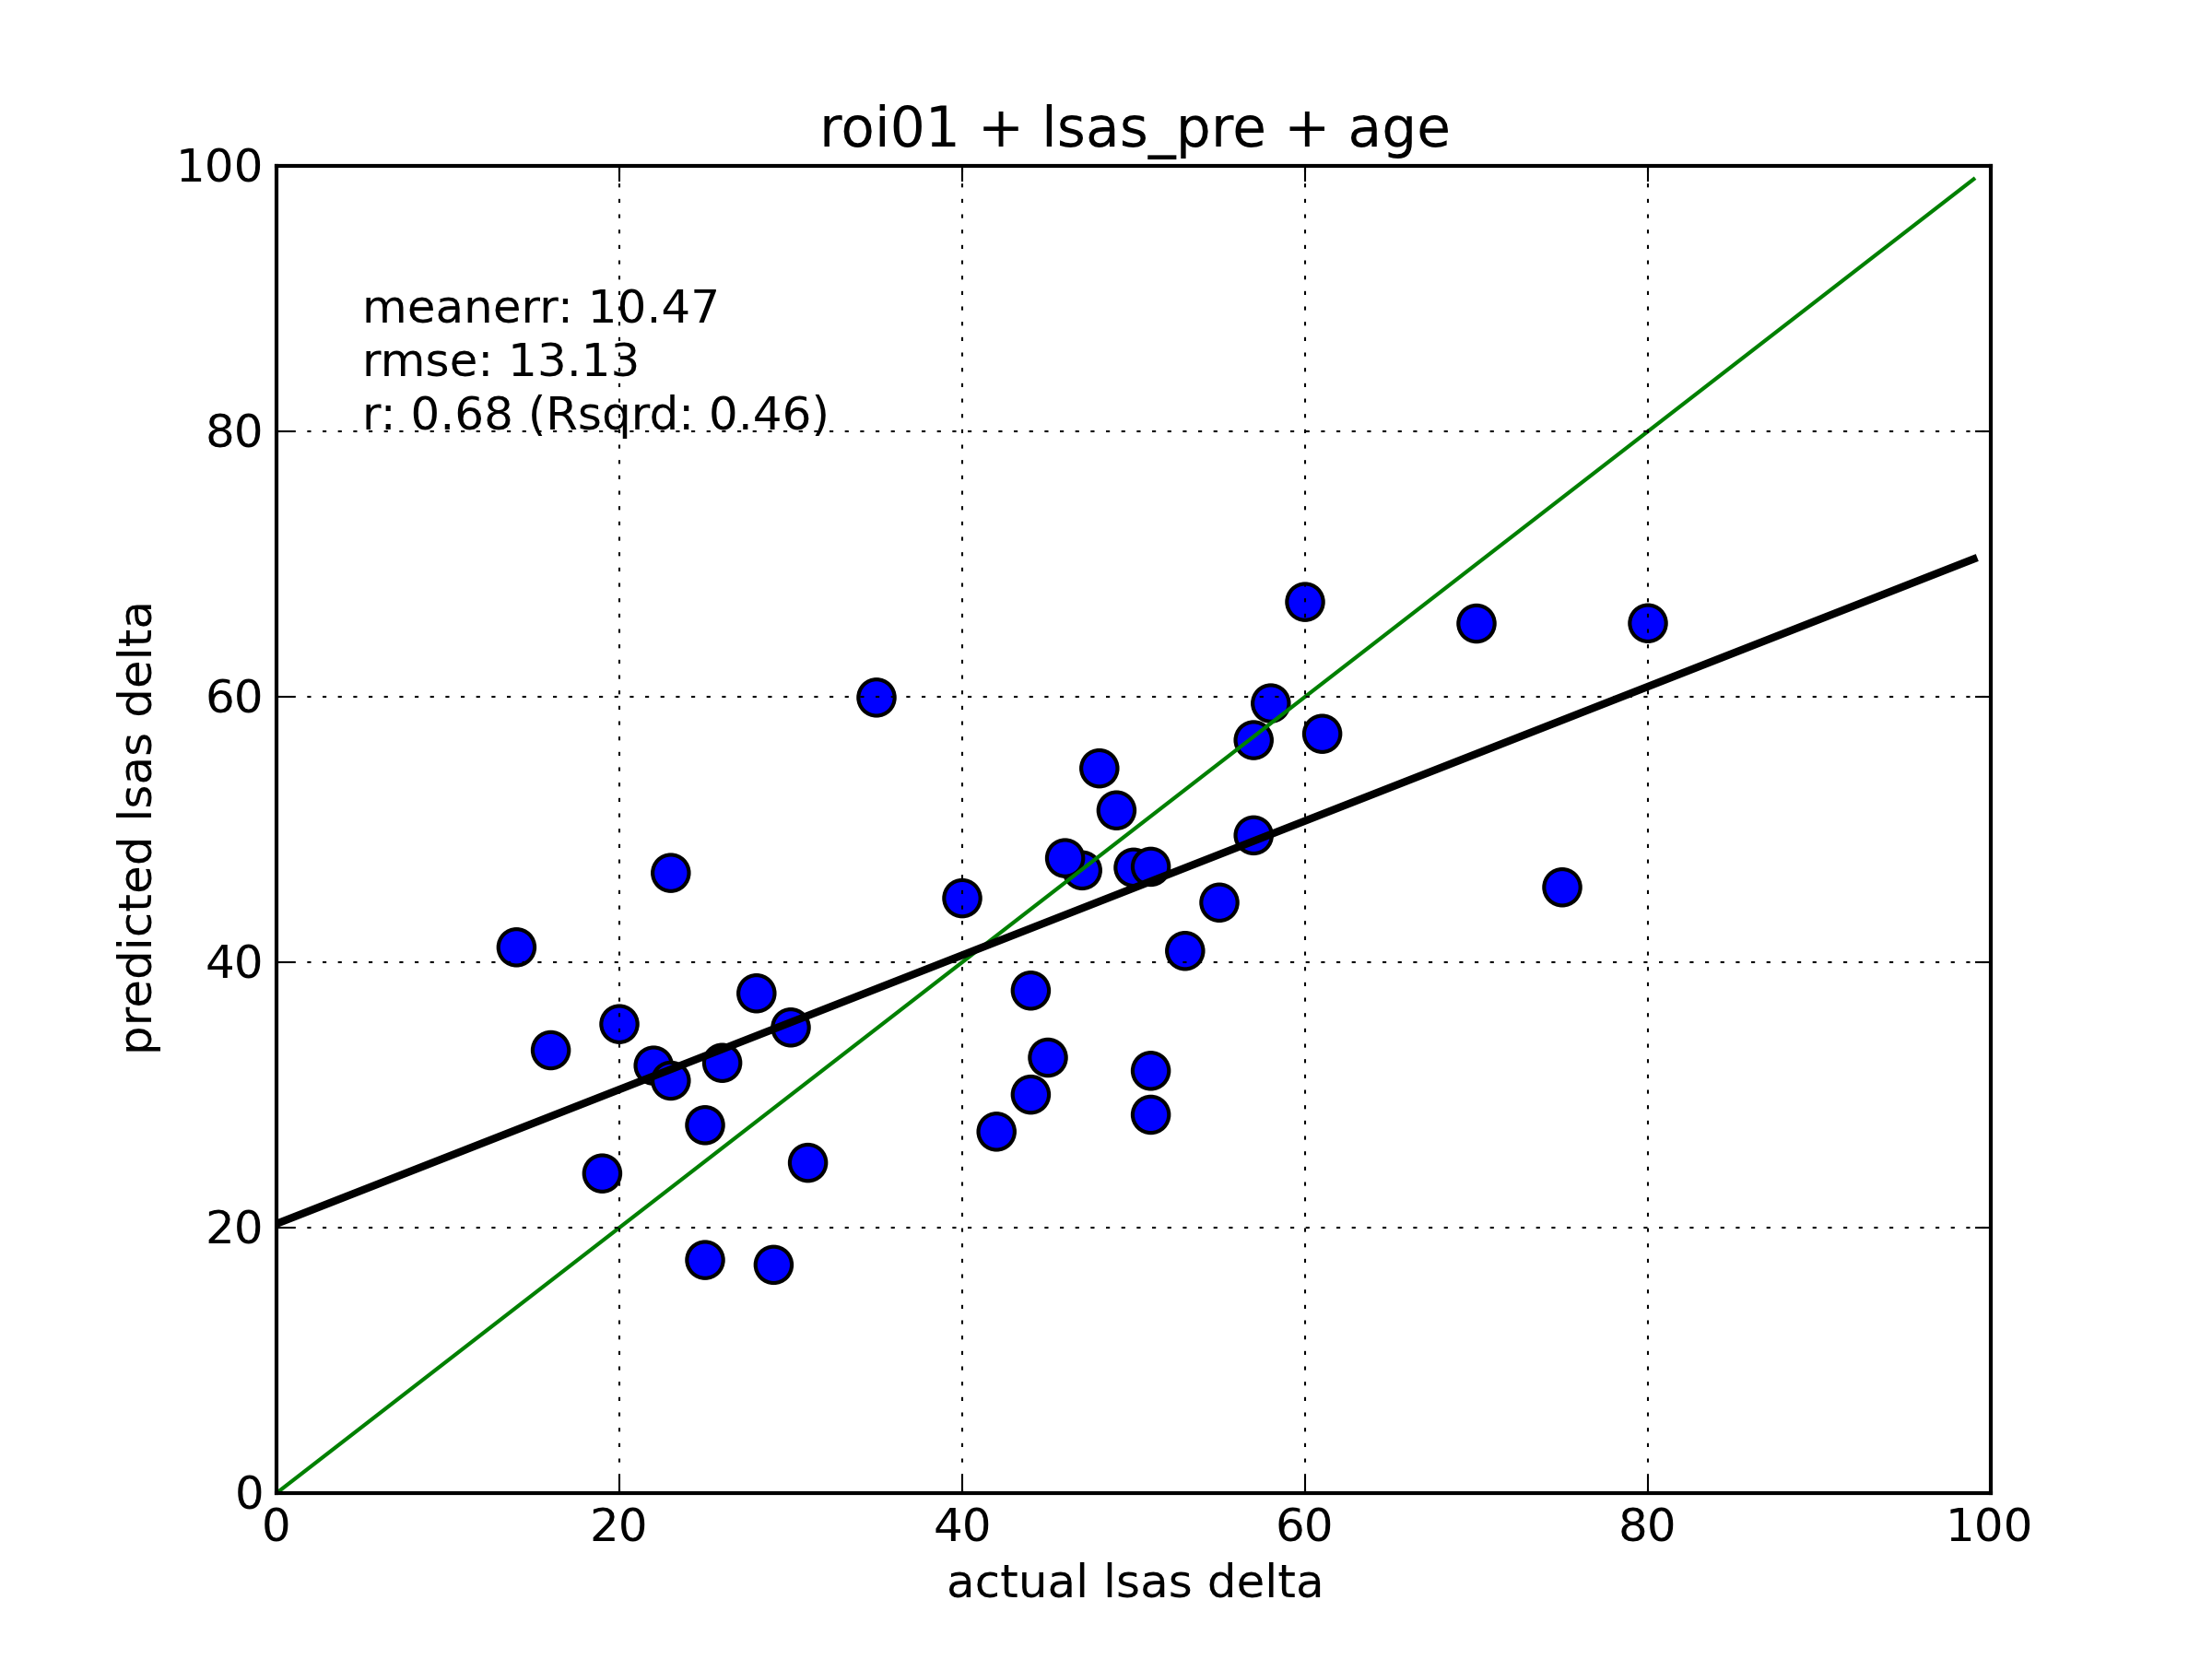 roi01 + lsas_pre + age
meanerr: 10.47
rmse: 13.13
r: 0.68 (Rsqrd: 0.46)
100
80
60
40
20
0
predicted lsas delta
0 20 40 60 80 100
actual lsas delta